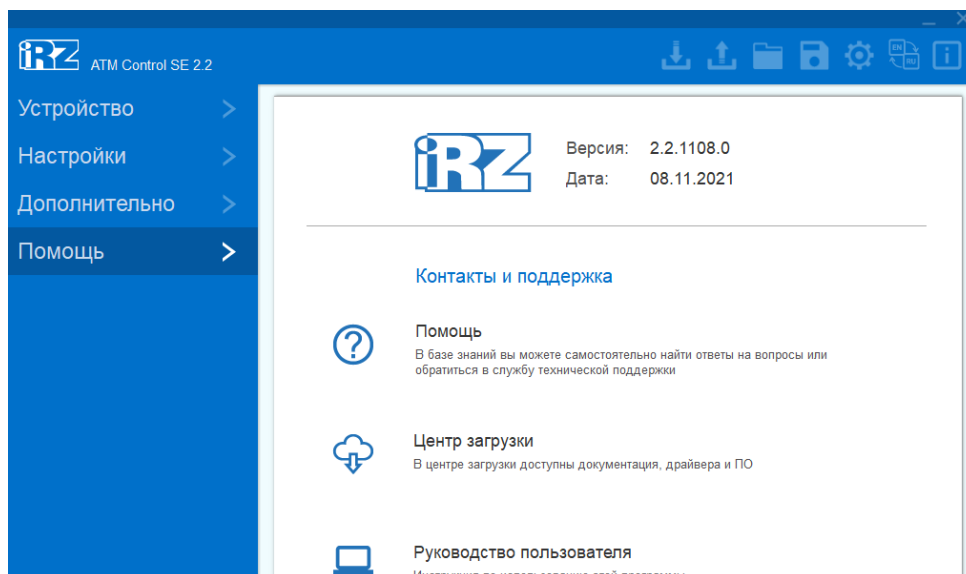 iRZ ATM Control SE 2.2
EN
RU
Устройство
Настройки
Дополнительно
Помощь
iRZ
Версия: 2.2.1108.0
Дата: 08.11.2021
Контакты и поддержка
Помощь
В базе знаний вы можете самостоятельно найти ответы на вопросы или
обратиться в службу технической поддержки
Центр загрузки
В центре загрузки доступны документация, драйвера и ПО
Руководство пользователя